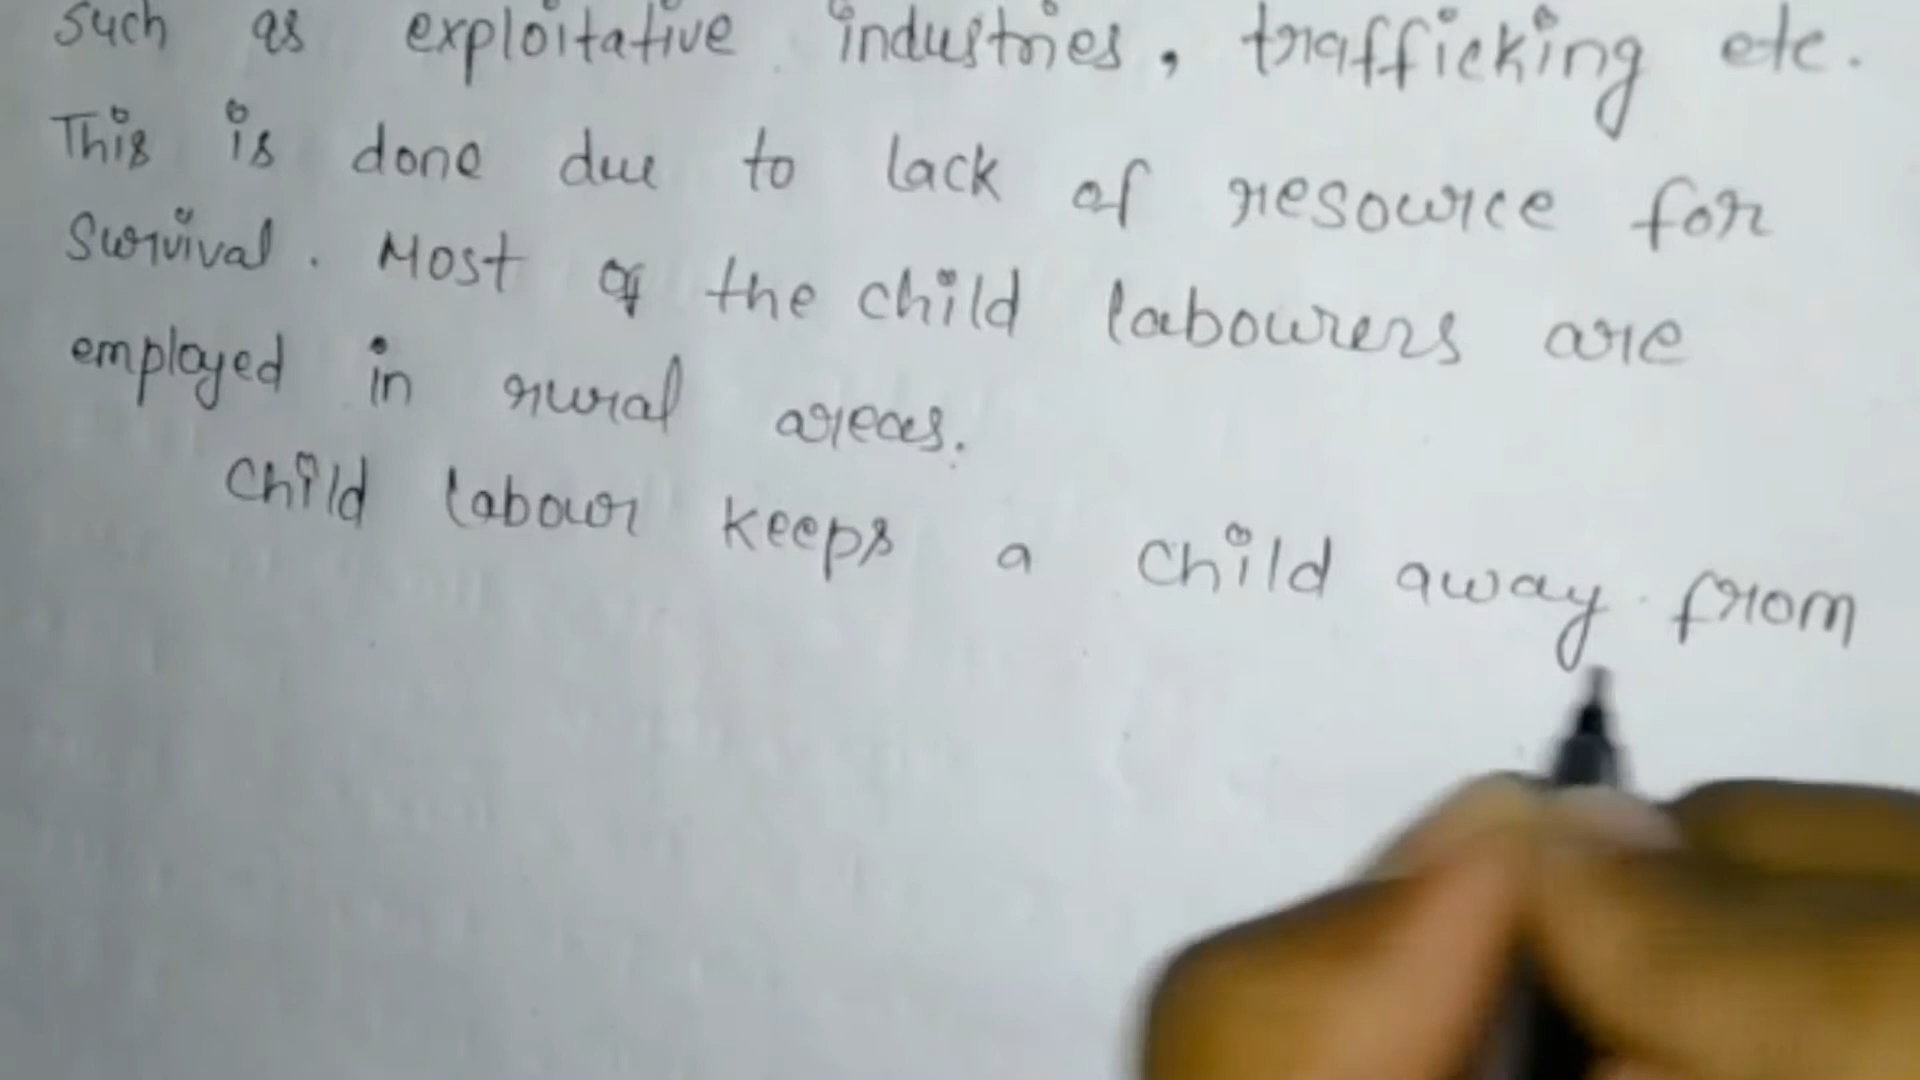 such as exploitative industries, trafficking etc.
This is done due to lack of resource for
survival. Most of the child labourers are
employed in rural areas.
Child labour keeps a child away from